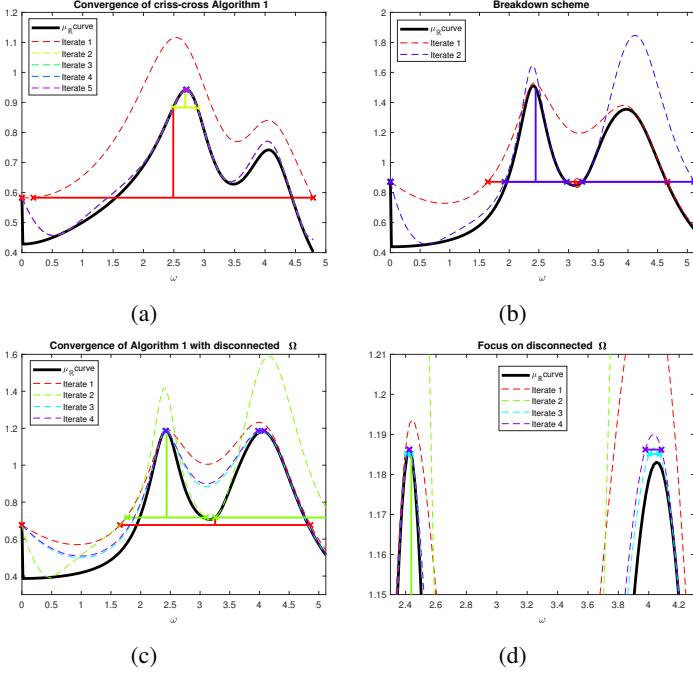 Convergence of criss-cross Algorithm 1
1.2
1.1
1
0.9
0.8
0.7
0.6
0.5
0.4
μℝ curve
Iterate 1
Iterate 2
Iterate 3
Iterate 4
Iterate 5
0 0.5 1 1.5 2 2.5 3 3.5 4 4.5 5
ω
(a)
Breakdown scheme
2
1.8
1.6
1.4
1.2
1
0.8
0.6
0.4
μℝ curve
Iterate 1
Iterate 2
0 0.5 1 1.5 2 2.5 3 3.5 4 4.5 5
ω
(b)
Convergence of Algorithm 1 with disconnected Ω
1.6
1.4
1.2
1
0.8
0.6
0.4
μℝ curve
Iterate 1
Iterate 2
Iterate 3
Iterate 4
0 0.5 1 1.5 2 2.5 3 3.5 4 4.5 5
ω
(c)
Focus on disconnected Ω
1.21
1.2
1.19
1.18
1.17
1.16
1.15
μℝ curve
Iterate 1
Iterate 2
Iterate 3
Iterate 4
2.4 2.6 2.8 3 3.2 3.4 3.6 3.8 4 4.2
ω
(d)